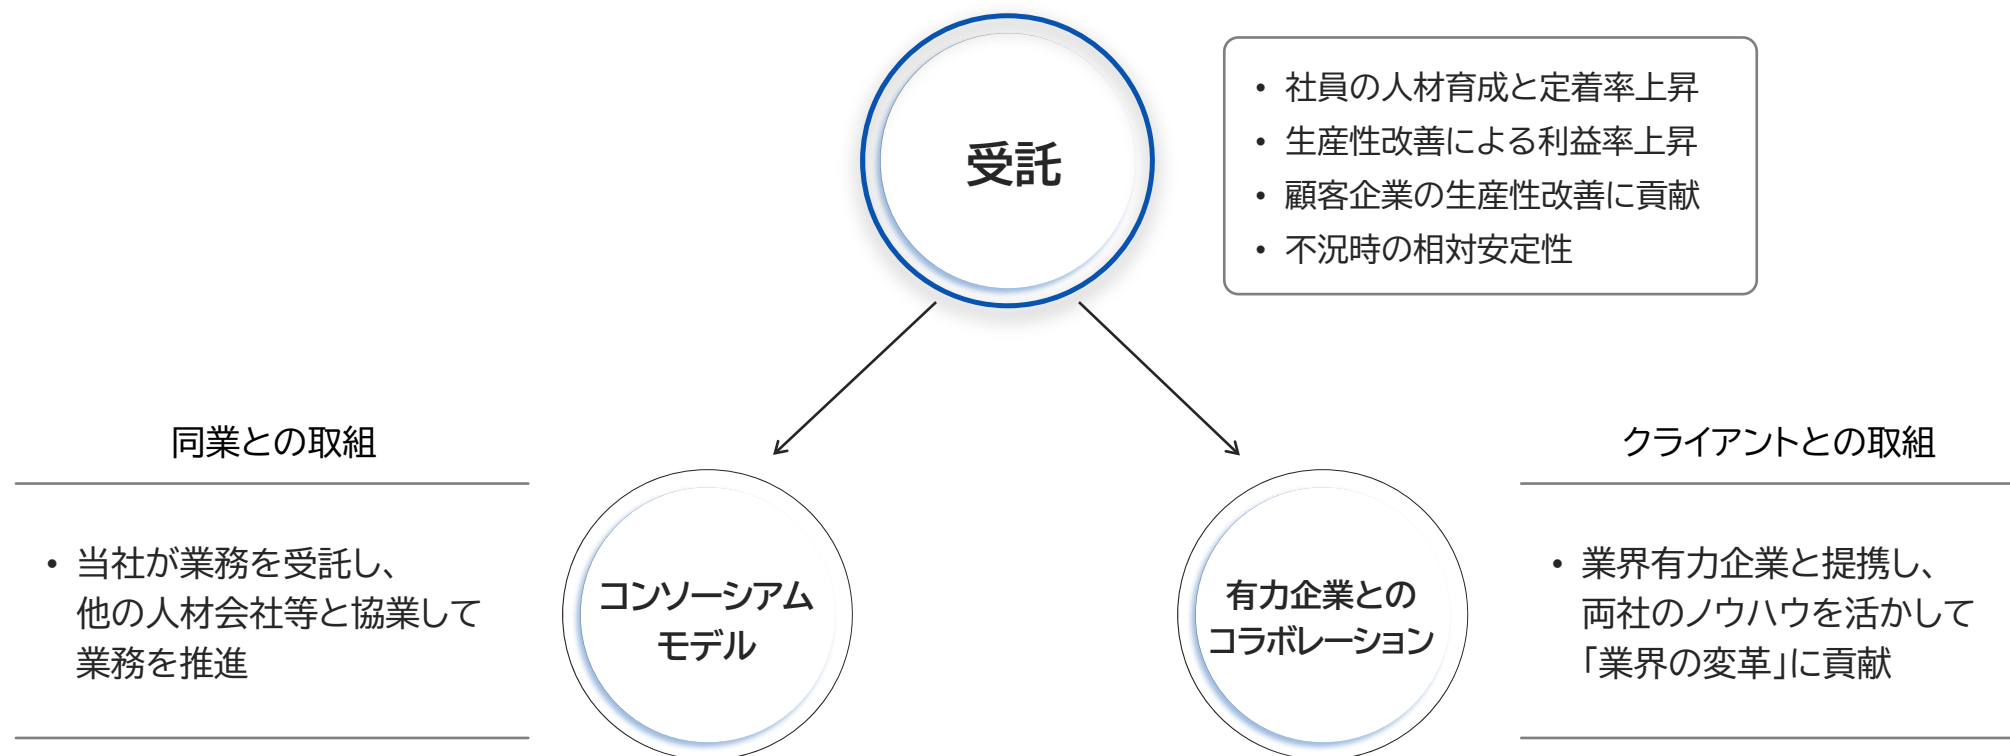 受託
• 社員の人材育成と定着率上昇
• 生産性改善による利益率上昇
• 顧客企業の生産性改善に貢献
• 不況時の相対安定性
同業との取組
• 当社が業務を受託し、
他の人材会社等と協業して
業務を推進
コンソーシアム
モデル
有力企業との
コラボレーション
クライアントとの取組
• 業界有力企業と提携し、
両社のノウハウを活かして
「業界の変革」に貢献